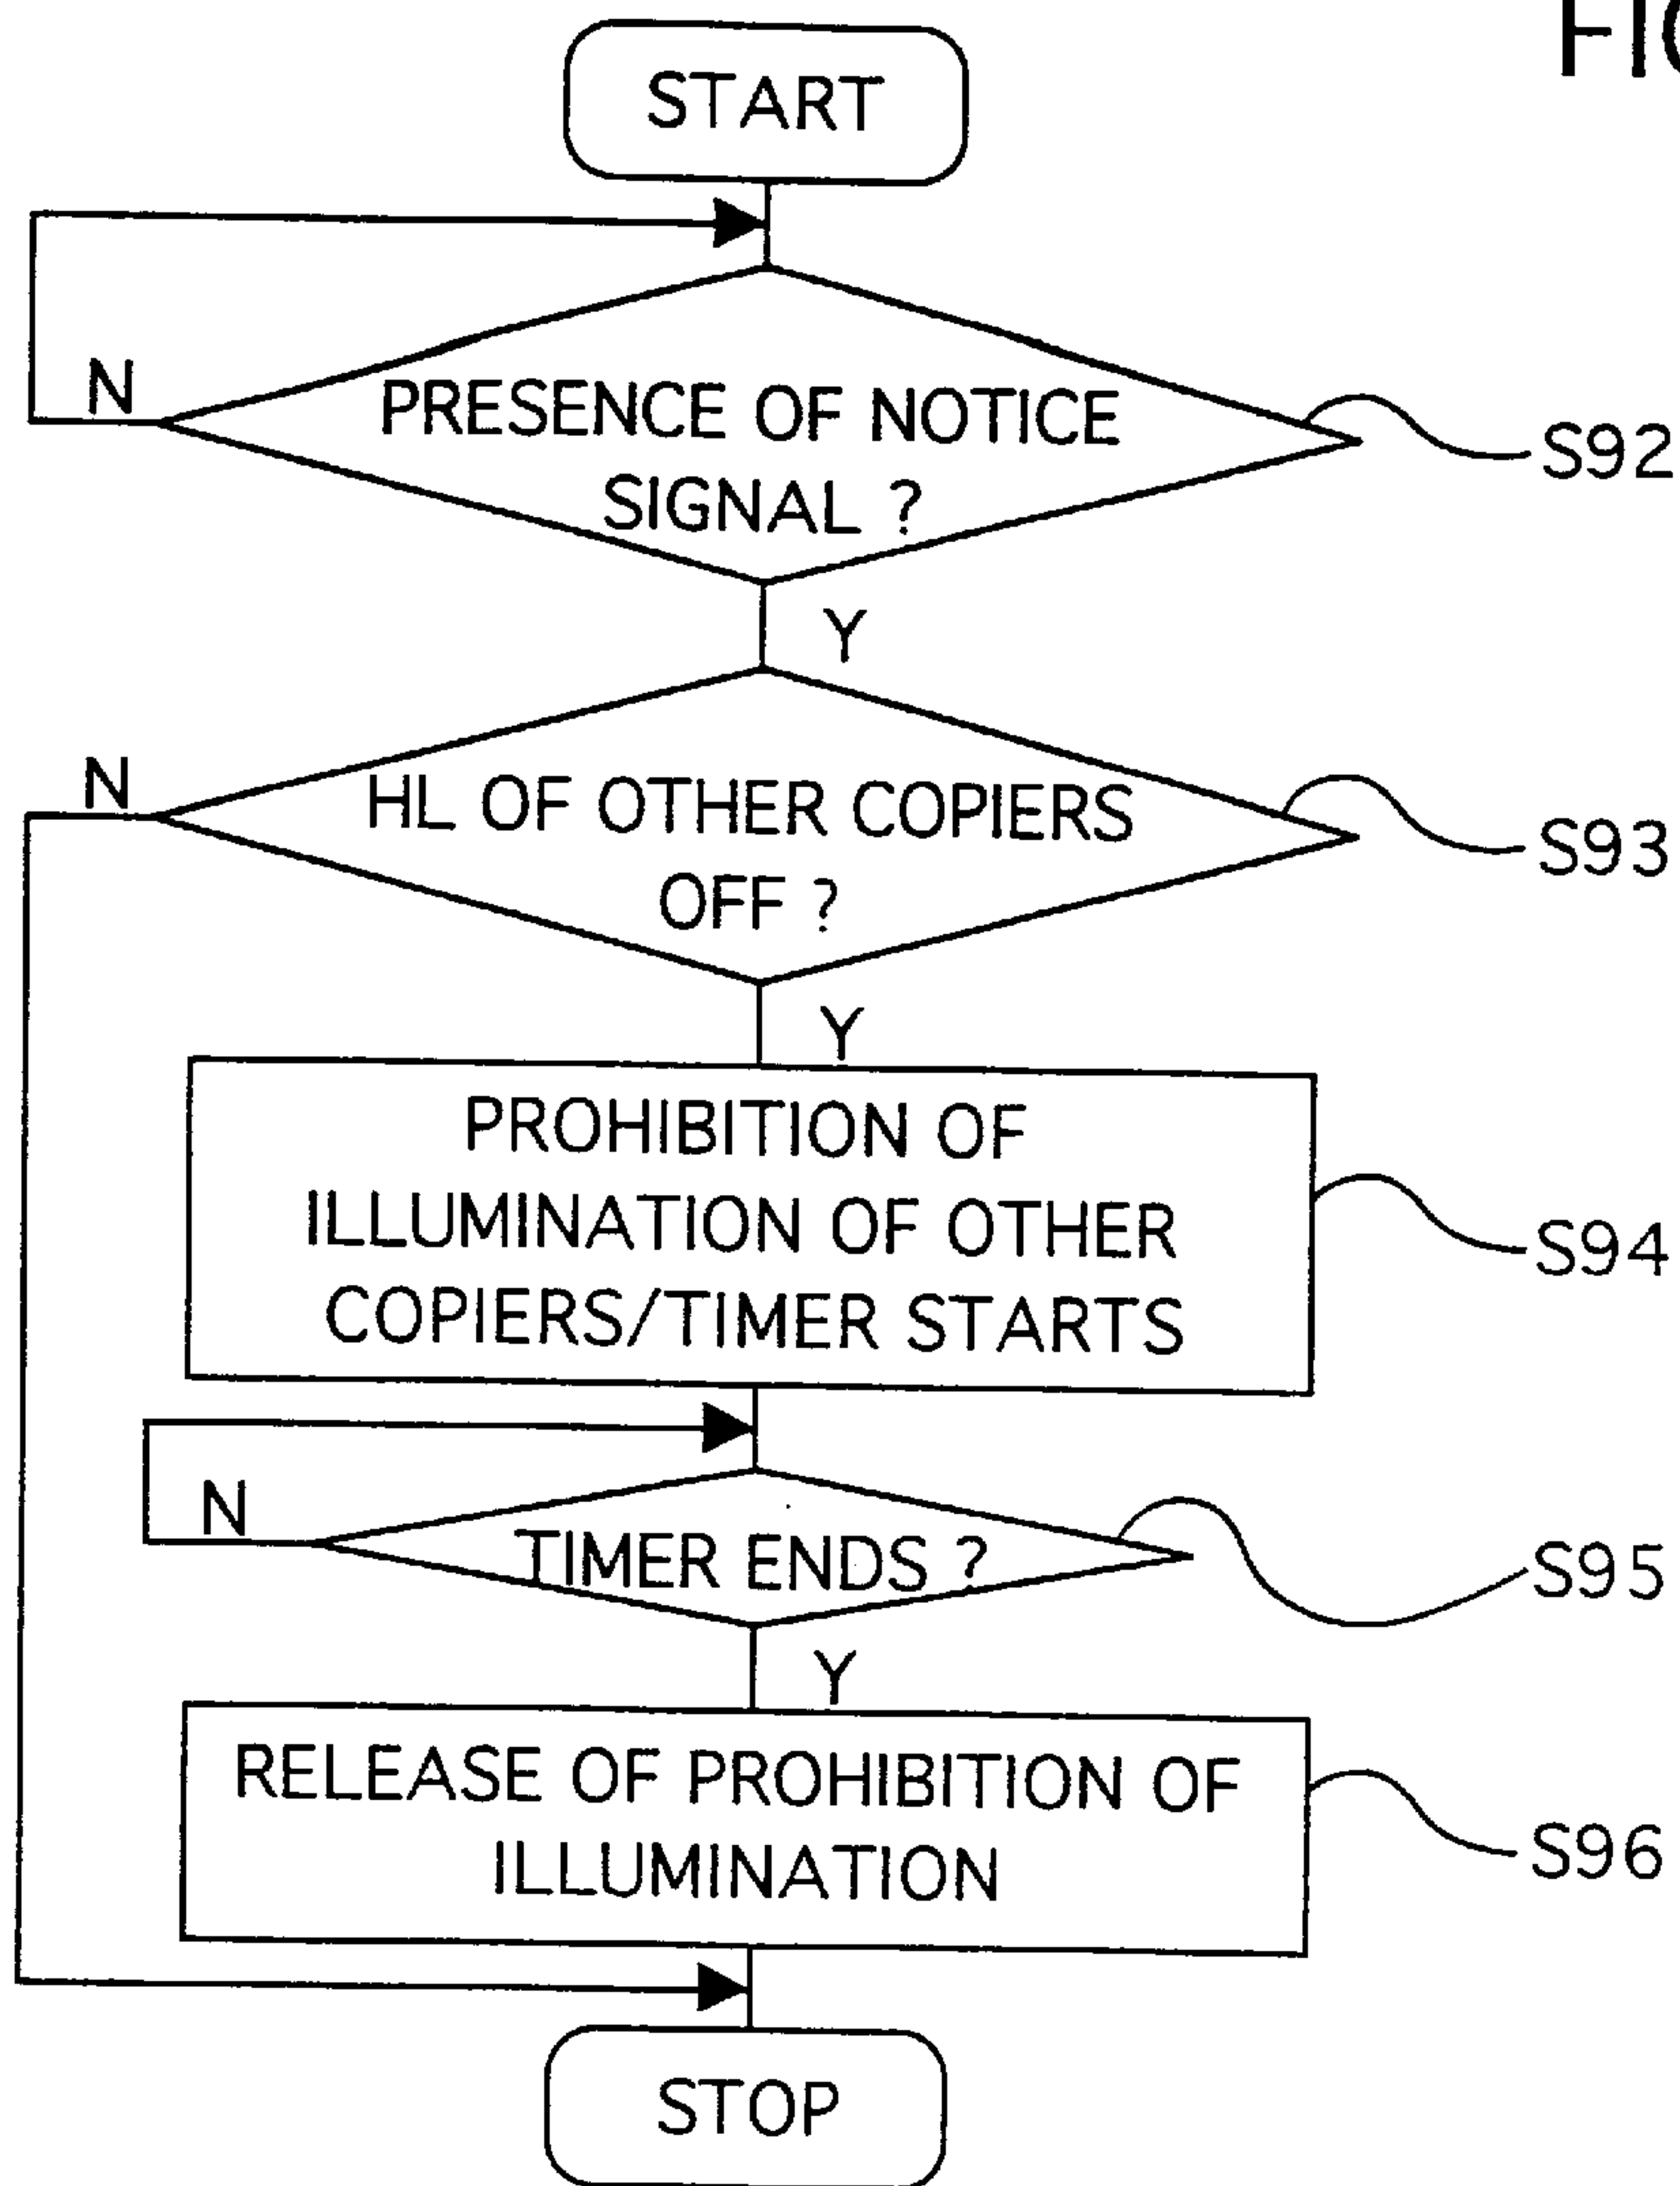 START
N
PRESENCE OF NOTICE
SIGNAL ?
S92
Y
N
HL OF OTHER COPIERS
OFF ?
S93
Y
PROHIBITION OF
ILLUMINATION OF OTHER
COPIERS/TIMER STARTS
S94
N
TIMER ENDS ?
S95
Y
RELEASE OF PROHIBITION OF
ILLUMINATION
S96
STOP